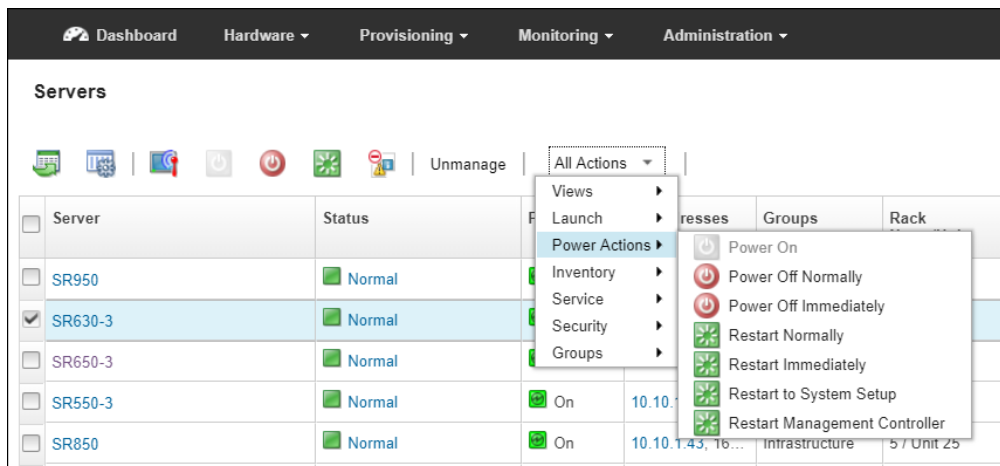 Dashboard Hardware Provisioning Monitoring Administration
Servers
Unmanage All Actions
Views
Launch
Power Actions
Inventory
Service
Security
Groups
Power On
Power Off Normally
Power Off Immediately
Restart Normally
Restart Immediately
Restart to System Setup
Restart Management Controller
Server Status resses Groups Rack
SR950 Normal
SR630-3 Normal
SR650-3 Normal
SR550-3 Normal On 10.10.
SR850 Normal On 10.10.1.43, 16... Infrastructure 5 / Unit 25